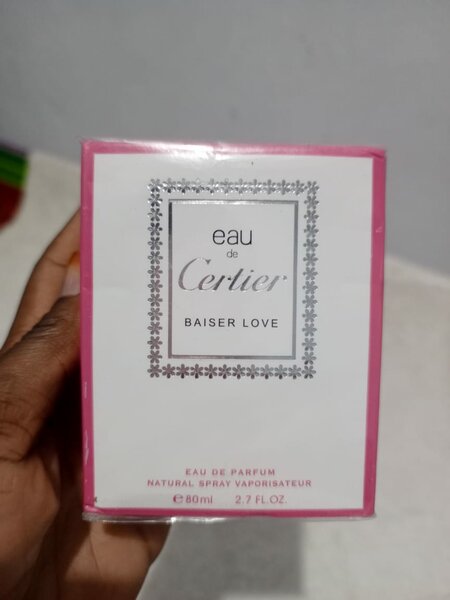 eau
de
Certier
BAISER LOVE
EAU DE PARFUM
NATURAL SPRAY VAPORISATEUR
℮80ml 2.7 FL.OZ.